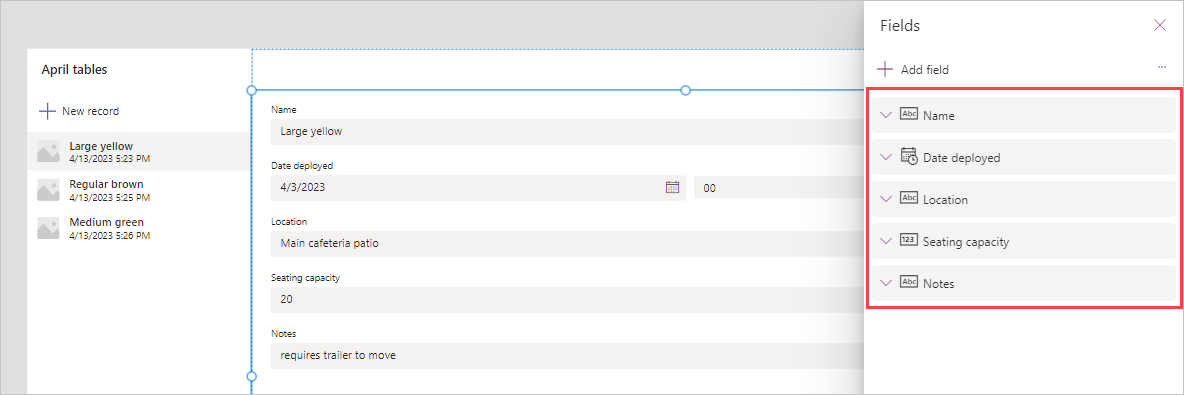 April tables
New record
Large yellow
4/13/2023 5:23 PM
Regular brown
4/13/2023 5:25 PM
Medium green
4/13/2023 5:26 PM
Name
Large yellow
Date deployed
4/3/2023
00
Location
Main cafeteria patio
Seating capacity
20
Notes
requires trailer to move
Fields
Add field
...
Abc Name
Date deployed
Abc Location
123 Seating capacity
Abc Notes